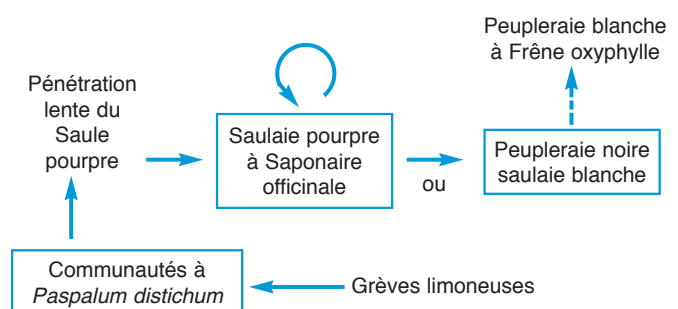 Peupleraie blanche
à Frêne oxyphylle
Pénétration
lente du
Saule
pourpre
Saulaie pourpre
à Saponaire
officinale
ou
Peupleraie noire
saulaie blanche
Communautés à
Paspalum distichum
Grèves limoneuses